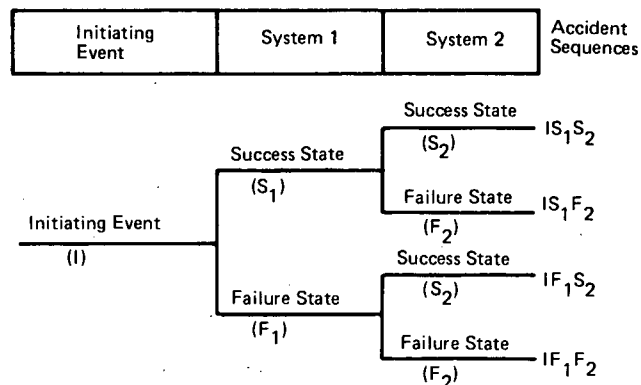 Initiating Event
System 1
System 2
Accident Sequences
Success State
(S2)
IS1S2
Success State
(S1)
Failure State
(F2)
IS1F2
Initiating Event
(I)
Success State
(S2)
IF1S2
Failure State
(F1)
Failure State
(F2)
IF1F2